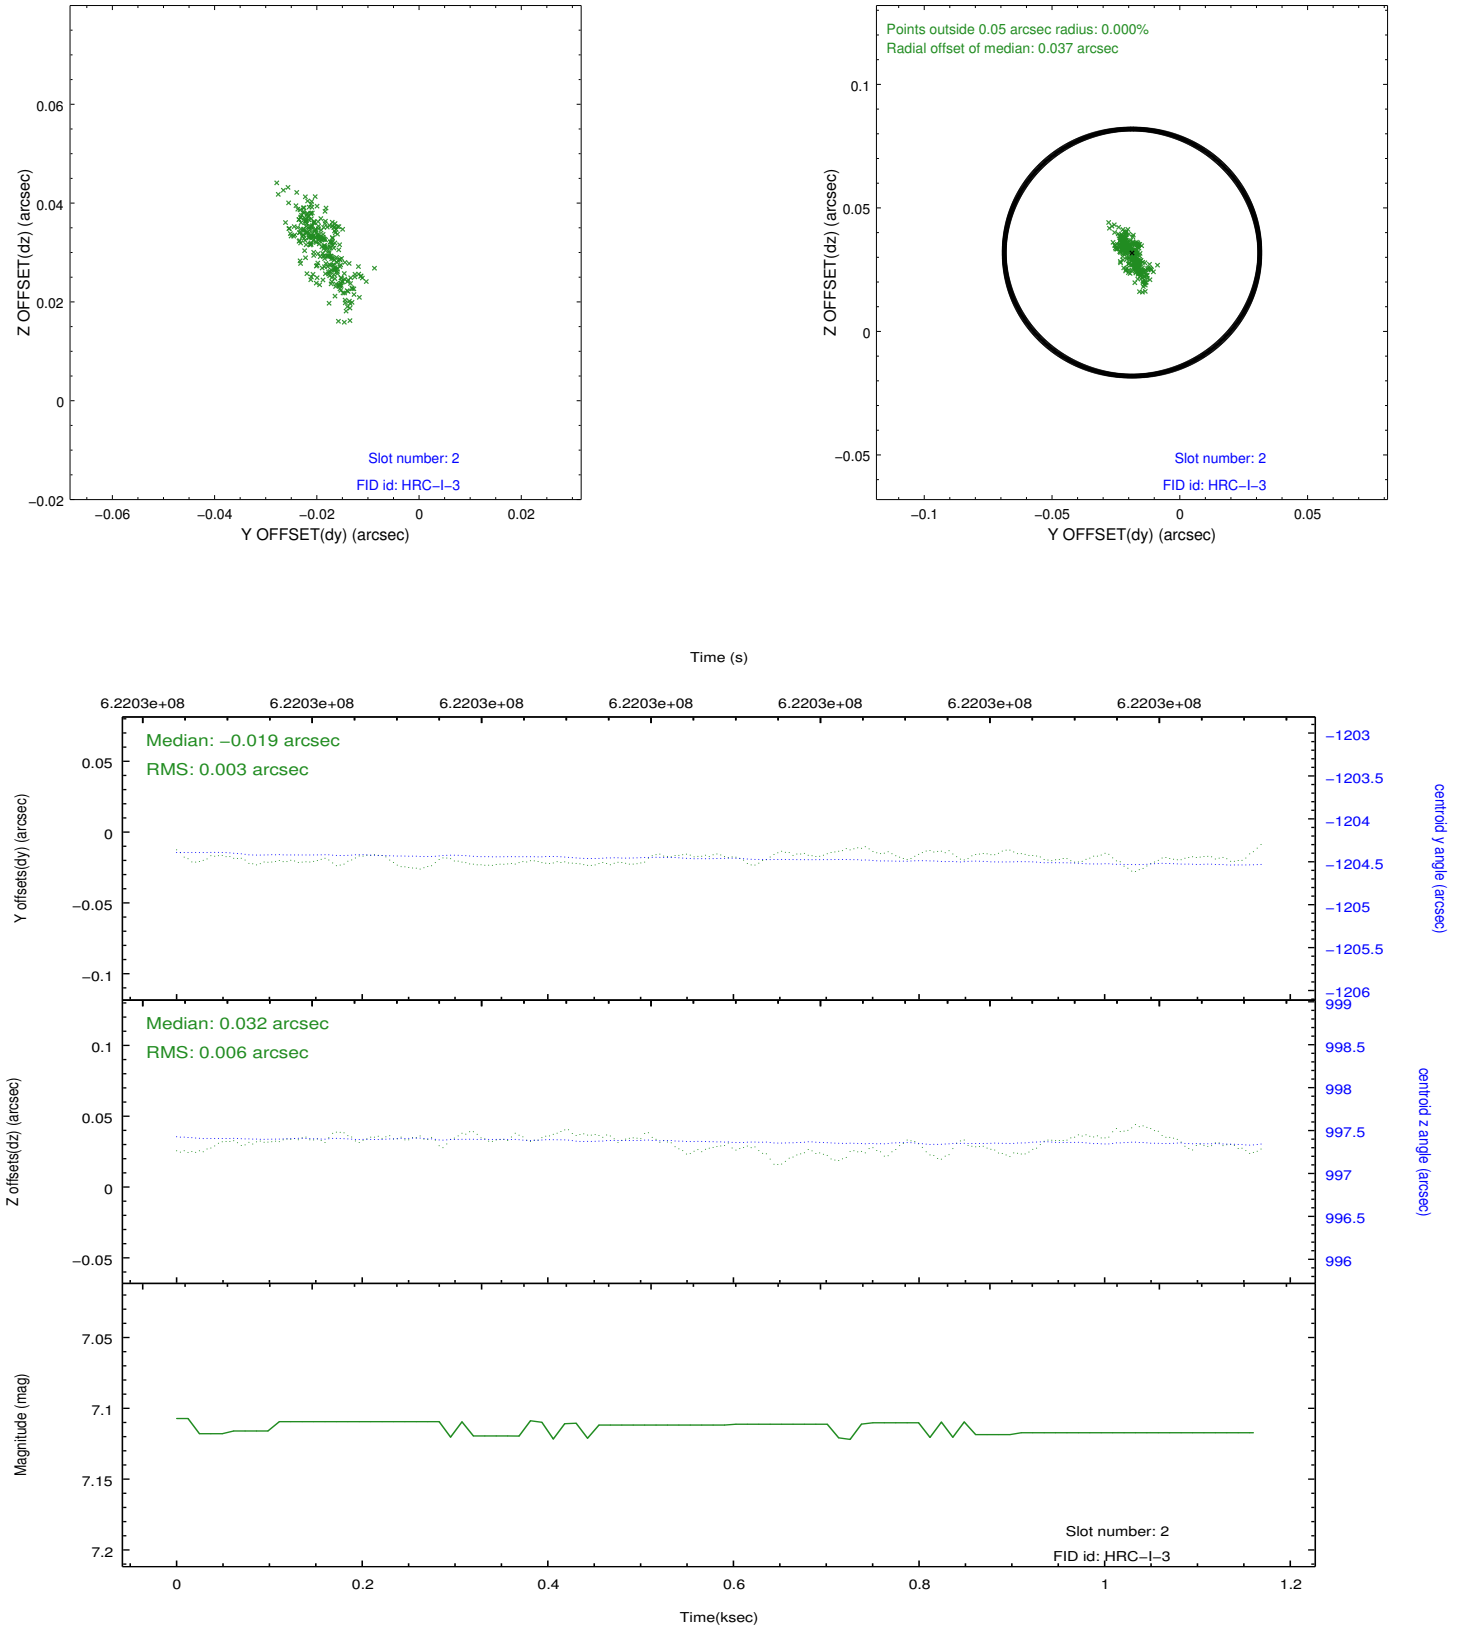 0.06
0.04
0.02
0
−0.02
Z OFFSET(dz) (arcsec)
−0.06
−0.04
−0.02
0
0.02
Y OFFSET(dy) (arcsec)
Slot number: 2
FID id: HRC−I−3
Points outside 0.05 arcsec radius: 0.000%
Radial offset of median: 0.037 arcsec
0.1
0.05
0
−0.05
Z OFFSET(dz) (arcsec)
Slot number: 2
FID id: HRC−I−3
−0.1
−0.05
0
0.05
Y OFFSET(dy) (arcsec)
Time (s)
6.2203e+08
6.2203e+08
6.2203e+08
6.2203e+08
6.2203e+08
6.2203e+08
6.2203e+08
Median: −0.019 arcsec
RMS: 0.003 arcsec
0.05
0
−0.05
−0.1
Y offsets(dy) (arcsec)
−1203
−1203.5
−1204
−1204.5
−1205
−1205.5
−1206
centroid y angle (arcsec)
Median: 0.032 arcsec
RMS: 0.006 arcsec
0.1
0.05
0
−0.05
Z offsets(dz) (arcsec)
999
998.5
998
997.5
997
996.5
996
centroid z angle (arcsec)
7.05
7.1
7.15
7.2
Magnitude (mag)
Slot number: 2
FID id: HRC−I−3
0
0.2
0.4
0.6
0.8
1
1.2
Time(ksec)